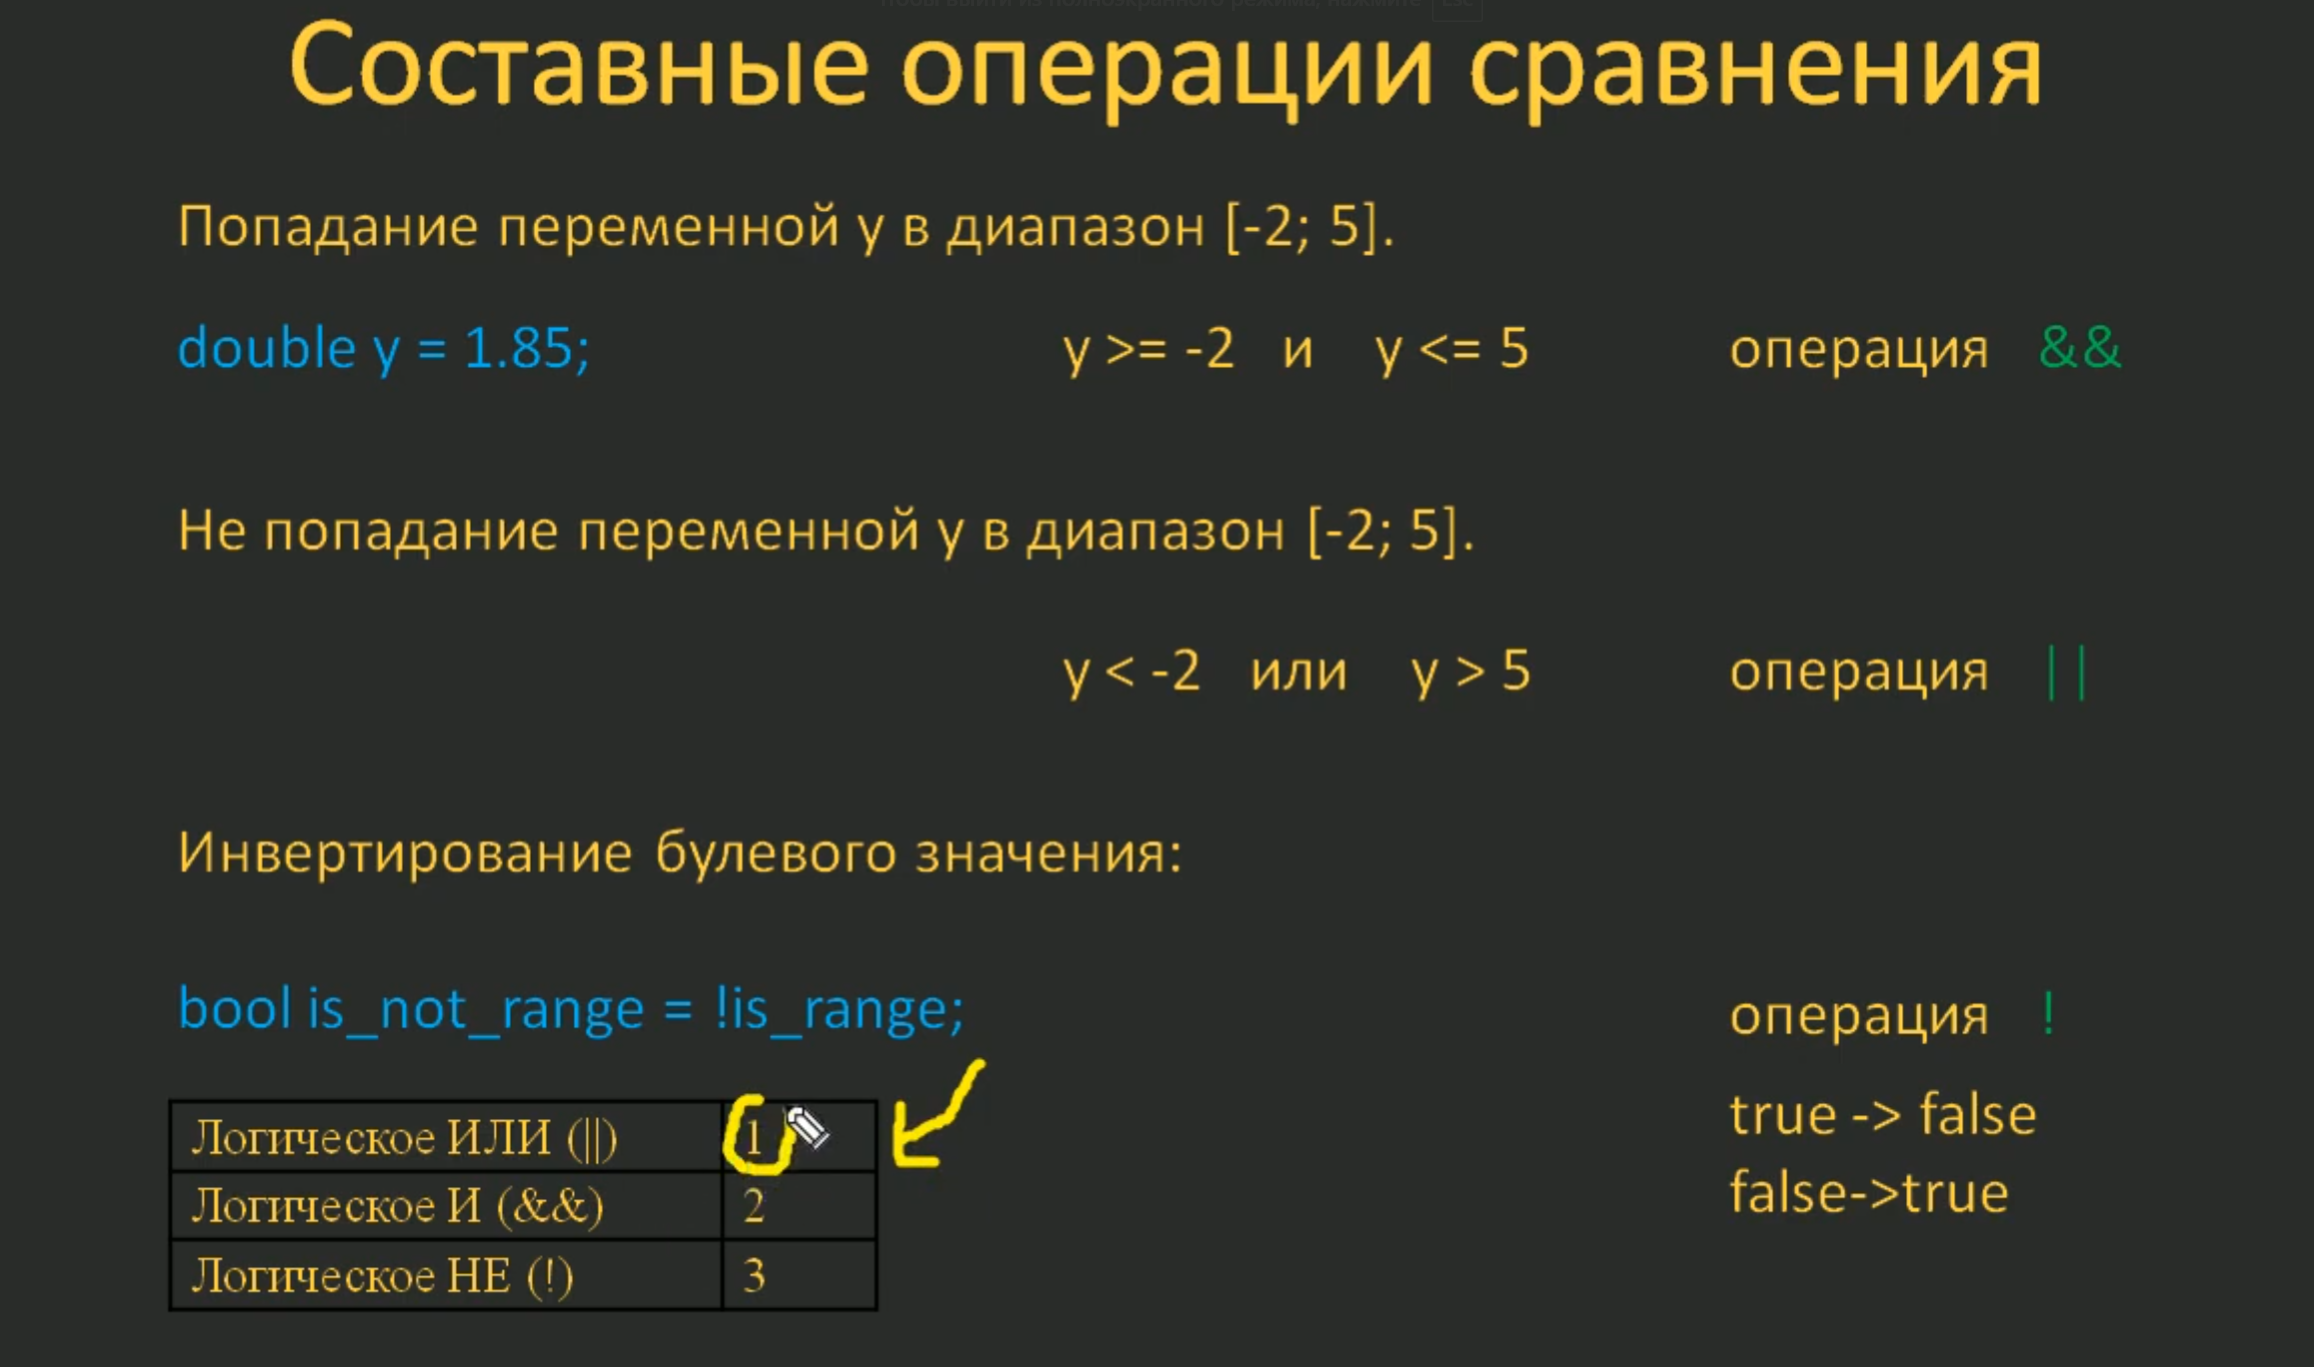 Составные операции сравнения
Попадание переменной y в диапазон [-2; 5].
double y = 1.85; y >= -2 и y <= 5 операция &&
Не попадание переменной y в диапазон [-2; 5].
y < -2 или y > 5 операция ||
Инвертирование булевого значения:
bool is_not_range = !is_range; операция !
true -> false
false->true
Логическое ИЛИ (||) 1
Логическое И (&&) 2
Логическое НЕ (!) 3